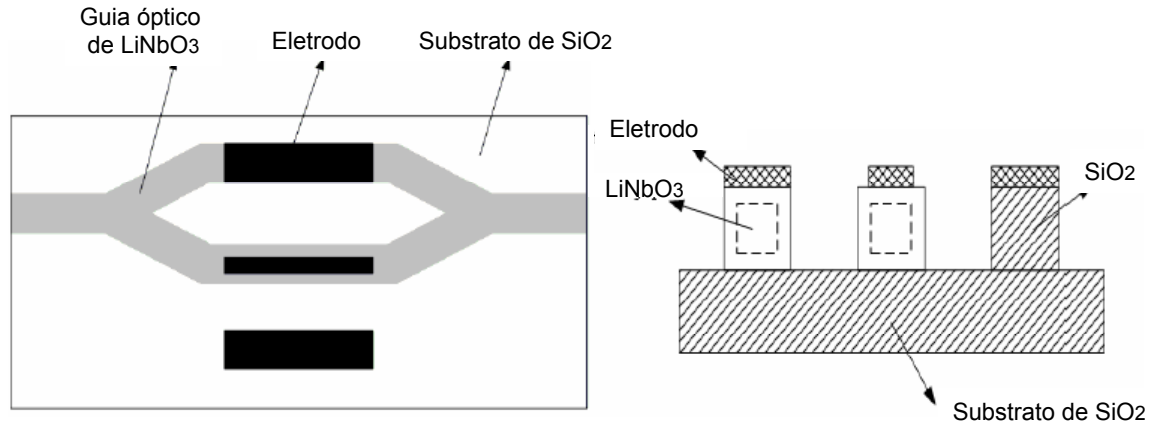 Guia óptico
de LiNbO3
Eletrodo
Substrato de SiO2
Eletrodo
LiNbO3
SiO2
Substrato de SiO2